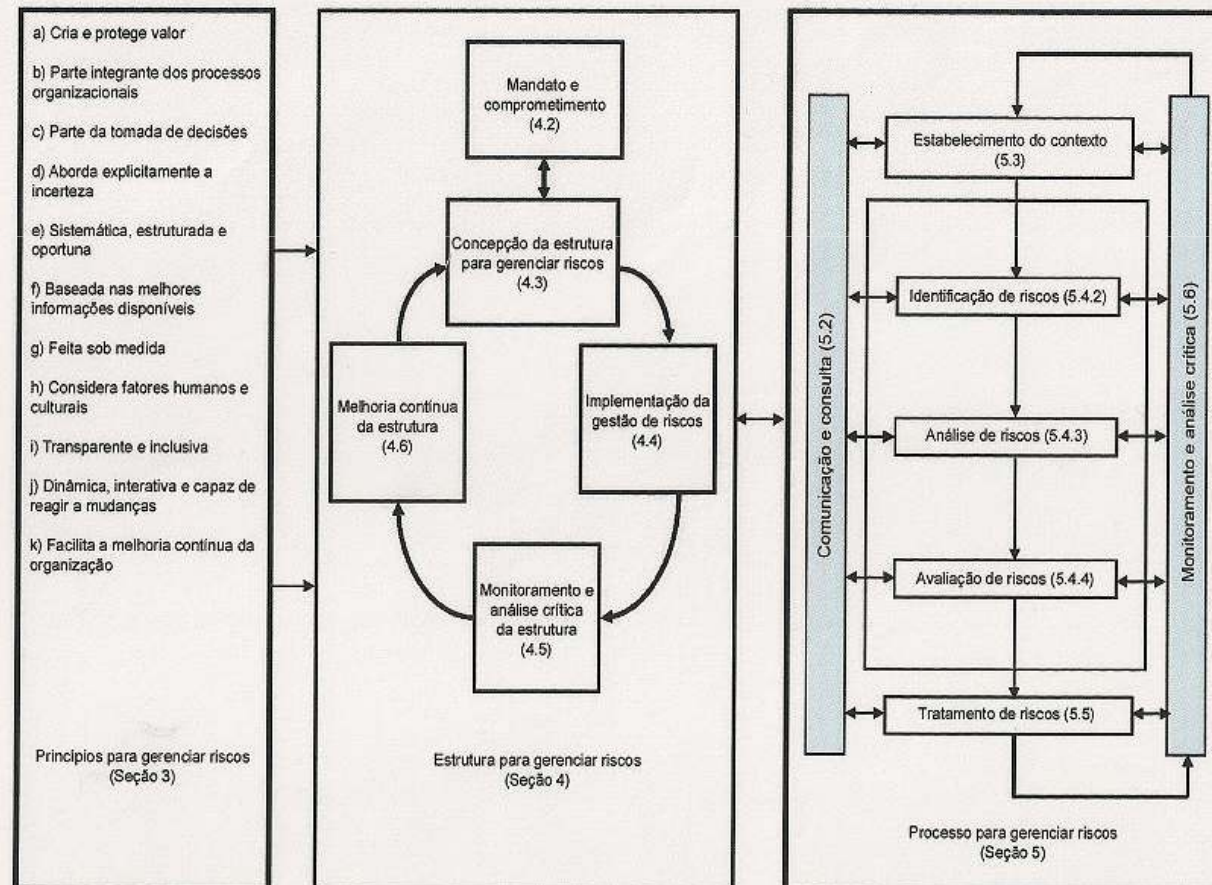 a) Cria e protege valor
b) Parte integrante dos processos
organizacionais
c) Parte da tomada de decisões
d) Aborda explicitamente a
incerteza
e) Sistemática, estruturada e
oportuna
f) Baseada nas melhores
informações disponíveis
g) Feita sob medida
h) Considera fatores humanos e
culturais
i) Transparente e inclusiva
j) Dinâmica, interativa e capaz de
reagir a mudanças
k) Facilita a melhoria contínua da
organização
Princípios para gerenciar riscos
(Seção 3)
Mandato e
comprometimento
(4.2)
Concepção da estrutura
para gerenciar riscos
(4.3)
Implementação da
gestão de riscos
(4.4)
Melhoria contínua
da estrutura
(4.6)
Monitoramento e
análise crítica
da estrutura
(4.5)
Estrutura para gerenciar riscos
(Seção 4)
Comunicação e consulta (5.2)
Estabelecimento do contexto
(5.3)
Identificação de riscos (5.4.2)
Análise de riscos (5.4.3)
Avaliação de riscos (5.4.4)
Tratamento de riscos (5.5)
Monitoramento e análise crítica (5.6)
Processo para gerenciar riscos
(Seção 5)